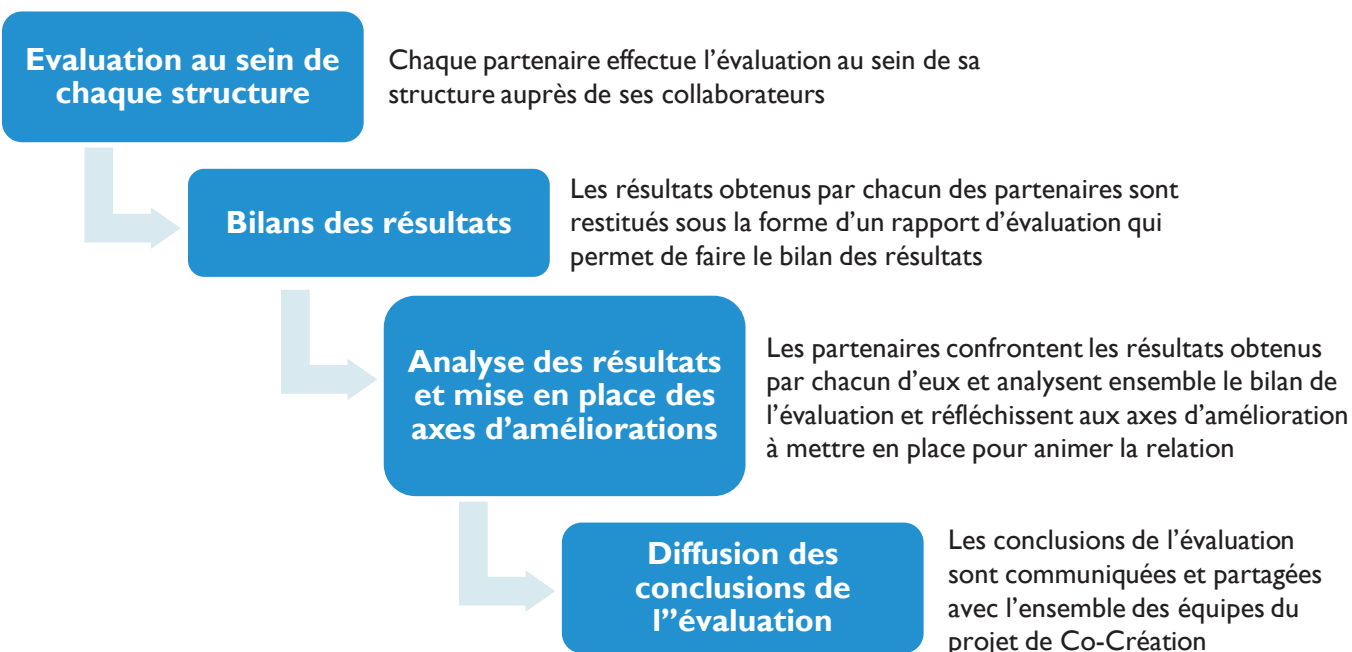 Evaluation au sein de
chaque structure
Chaque partenaire effectue l’évaluation au sein de sa
structure auprès de ses collaborateurs
Bilans des résultats
Les résultats obtenus par chacun des partenaires sont
restitués sous la forme d’un rapport d’évaluation qui
permet de faire le bilan des résultats
Analyse des résultats
et mise en place des
axes d’améliorations
Les partenaires confrontent les résultats obtenus
par chacun d’eux et analysent ensemble le bilan de
l’évaluation et réfléchissent aux axes d’amélioration
à mettre en place pour animer la relation
Diffusion des
conclusions de
l’’évaluation
Les conclusions de l’évaluation
sont communiquées et partagées
avec l’ensemble des équipes du
projet de Co-Création